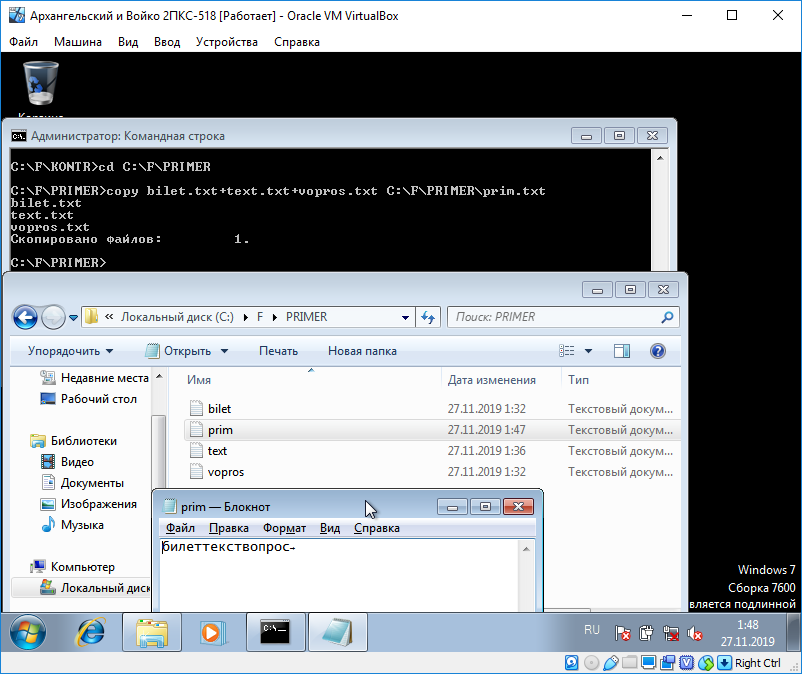 Архангельский и Войко 2ПКС-518 [Работает] - Oracle VM VirtualBox
Файл Машина Вид Ввод Устройства Справка
Администратор: Командная строка
C:\F\KONTR>cd C:\F\PRIMER
C:\F\PRIMER>copy bilet.txt+text.txt+vopros.txt C:\F\PRIMER\prim.txt
bilet.txt
text.txt
vopros.txt
Скопировано файлов: 1.
C:\F\PRIMER>
« Локальный диск (C:) ▸ F ▸ PRIMER
Поиск: PRIMER
Упорядочить Открыть Печать Новая папка
Имя Дата изменения Тип
Недавние места
Рабочий стол
Библиотеки
Видео
Документы
Изображения
Музыка
Компьютер
Локальный диск
bilet 27.11.2019 1:32 Текстовый докум...
prim 27.11.2019 1:47 Текстовый докум...
text 27.11.2019 1:36 Текстовый докум...
vopros 27.11.2019 1:32 Текстовый докум...
prim — Блокнот
Файл Правка Формат Вид Справка
билеттекствопрос→
Windows 7
Сборка 7600
вляется подлинной
RU
1:48
27.11.2019
Right Ctrl